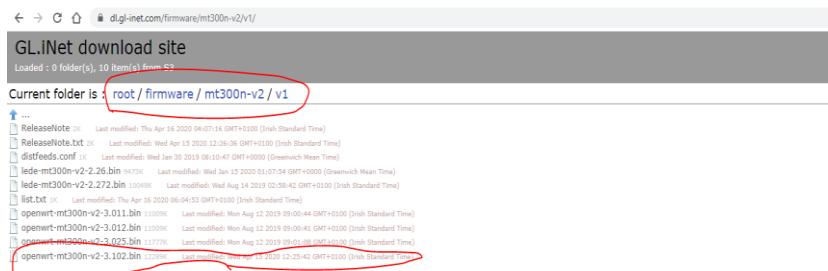 dl.gl-inet.com/firmware/mt300n-v2/v1/
GL.iNet download site
Loaded : 0 folder(s), 10 item(s) from S3
Current folder is : root / firmware / mt300n-v2 / v1
...
ReleaseNote 2K Last modified: Thu Apr 16 2020 04:07:16 GMT+0100 (Irish Standard Time)
ReleaseNote.txt 2K Last modified: Wed Apr 15 2020 12:26:36 GMT+0100 (Irish Standard Time)
distfeeds.conf 1K Last modified: Wed Jan 30 2019 08:10:47 GMT+0000 (Greenwich Mean Time)
lede-mt300n-v2-2.26.bin 9473K Last modified: Wed Jan 15 2020 01:07:54 GMT+0000 (Greenwich Mean Time)
lede-mt300n-v2-2.272.bin 10048K Last modified: Wed Aug 14 2019 02:58:42 GMT+0100 (Irish Standard Time)
list.txt 1K Last modified: Thu Apr 16 2020 06:04:53 GMT+0100 (Irish Standard Time)
openwrt-mt300n-v2-3.011.bin 11009K Last modified: Mon Aug 12 2019 09:00:44 GMT+0100 (Irish Standard Time)
openwrt-mt300n-v2-3.012.bin 11009K Last modified: Mon Aug 12 2019 09:00:41 GMT+0100 (Irish Standard Time)
openwrt-mt300n-v2-3.025.bin 11777K Last modified: Mon Aug 12 2019 09:01:08 GMT+0100 (Irish Standard Time)
openwrt-mt300n-v2-3.102.bin 12289K Last modified: Wed Apr 15 2020 12:25:42 GMT+0100 (Irish Standard Time)